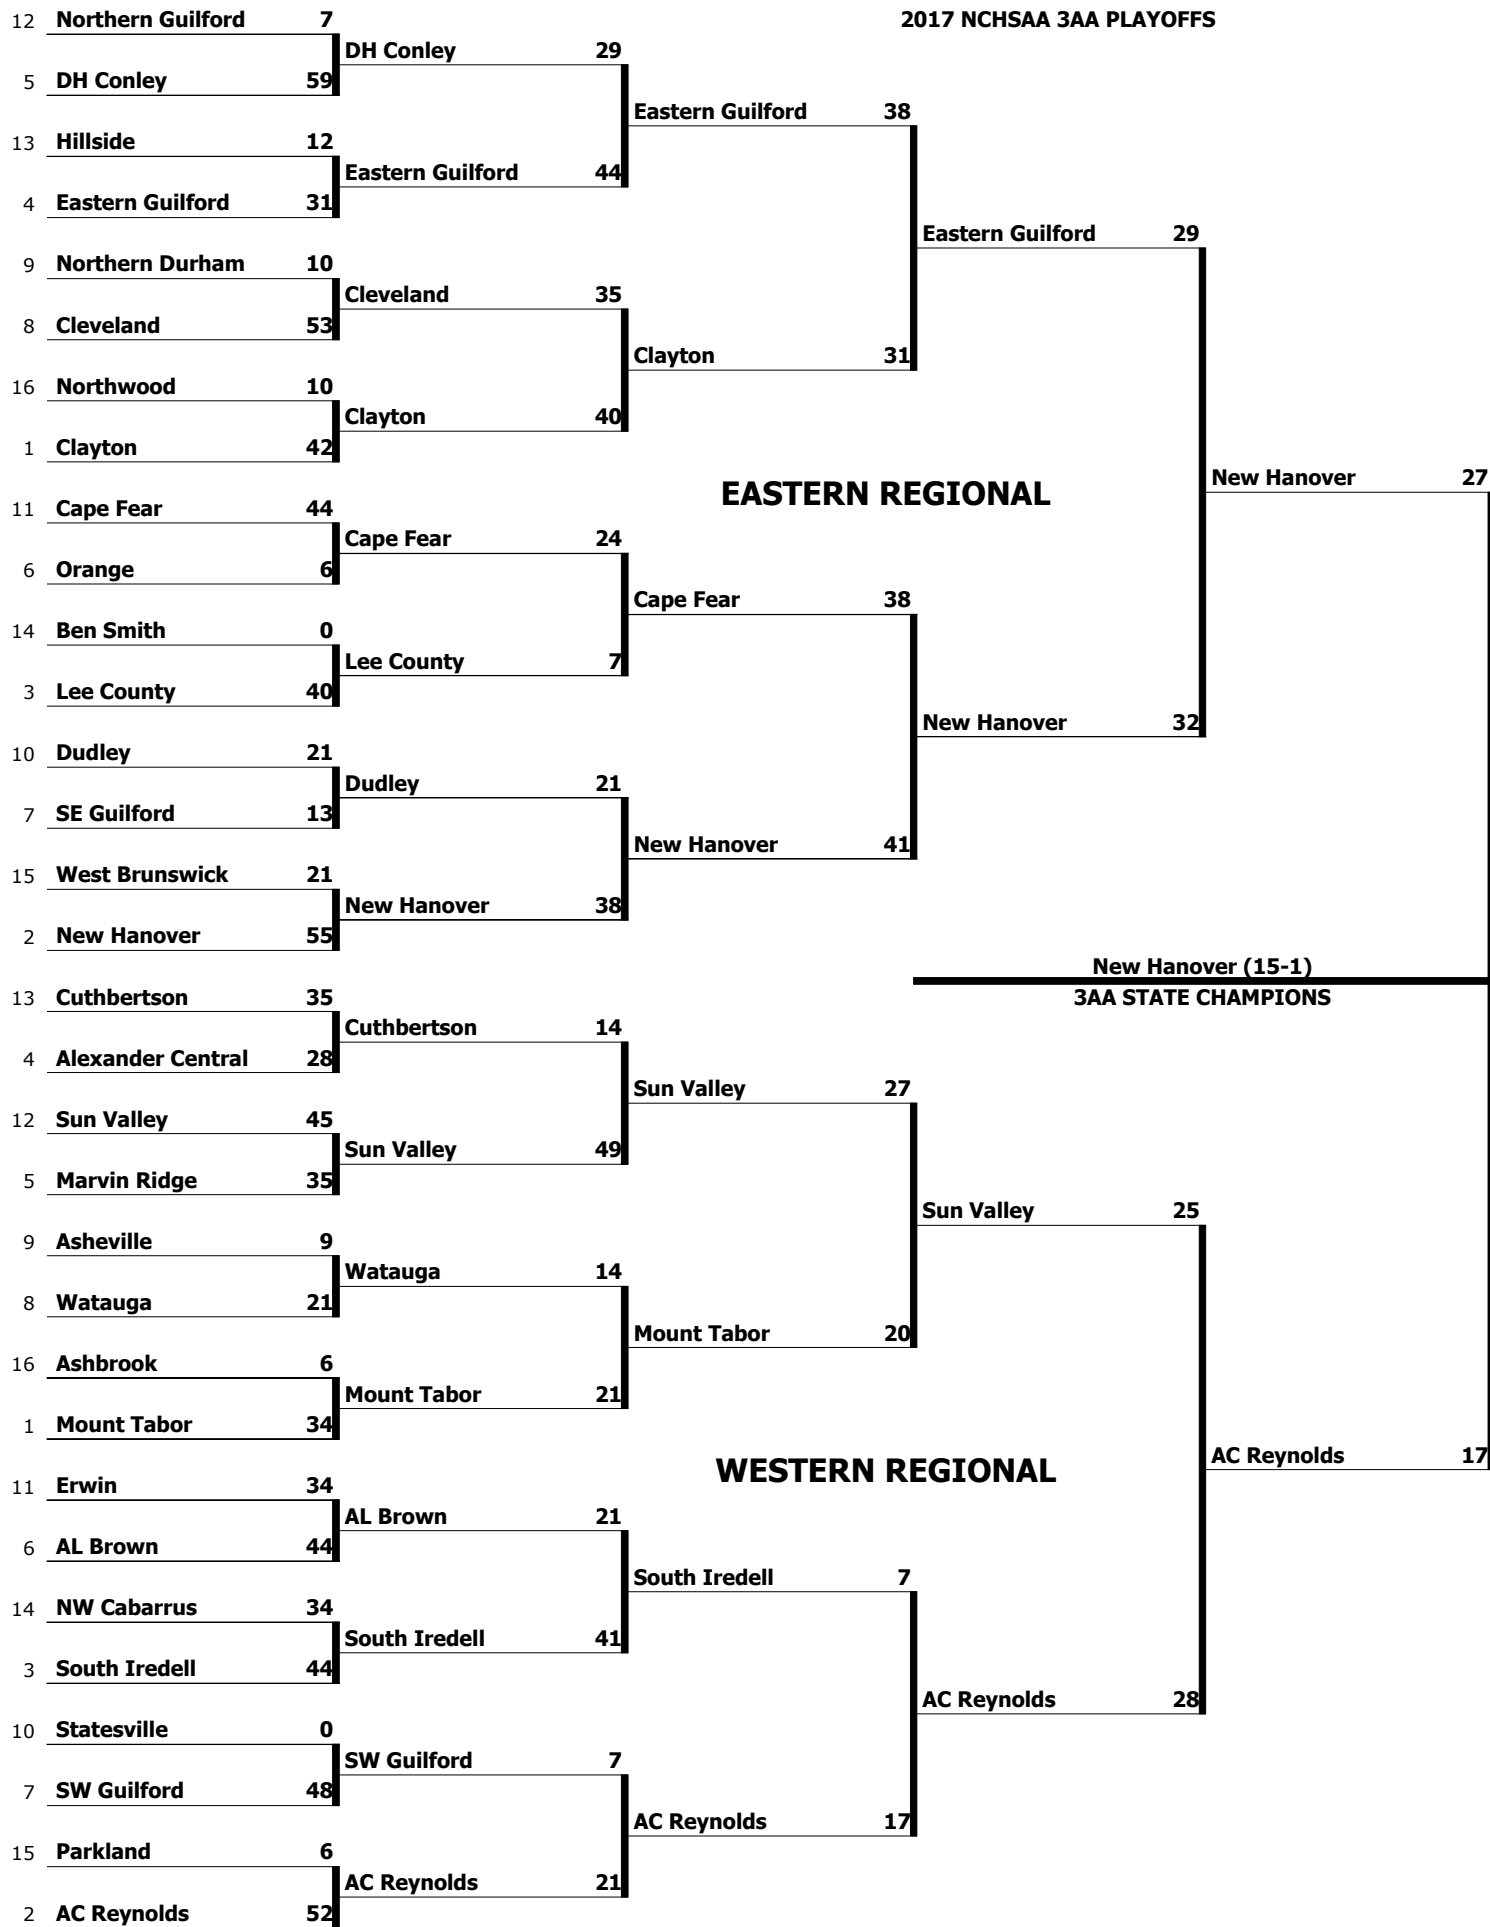 2017 NCHSAA 3AA PLAYOFFS
12 Northern Guilford 7
DH Conley 29
5 DH Conley 59
Eastern Guilford 38
13 Hillside 12
Eastern Guilford 44
4 Eastern Guilford 31
Eastern Guilford 29
9 Northern Durham 10
Cleveland 35
8 Cleveland 53
Clayton 31
16 Northwood 10
Clayton 40
1 Clayton 42
New Hanover 27
EASTERN REGIONAL
11 Cape Fear 44
Cape Fear 24
6 Orange 6
Cape Fear 38
14 Ben Smith 0
Lee County 7
3 Lee County 40
New Hanover 32
10 Dudley 21
Dudley 21
7 SE Guilford 13
New Hanover 41
15 West Brunswick 21
New Hanover 38
2 New Hanover 55
New Hanover (15-1)
13 Cuthbertson 35
3AA STATE CHAMPIONS
Cuthbertson 14
4 Alexander Central 28
Sun Valley 27
12 Sun Valley 45
Sun Valley 49
5 Marvin Ridge 35
Sun Valley 25
9 Asheville 9
Watauga 14
8 Watauga 21
Mount Tabor 20
16 Ashbrook 6
Mount Tabor 21
1 Mount Tabor 34
AC Reynolds 17
WESTERN REGIONAL
11 Erwin 34
AL Brown 21
6 AL Brown 44
South Iredell 7
14 NW Cabarrus 34
South Iredell 41
3 South Iredell 44
AC Reynolds 28
10 Statesville 0
SW Guilford 7
7 SW Guilford 48
AC Reynolds 17
15 Parkland 6
AC Reynolds 21
2 AC Reynolds 52